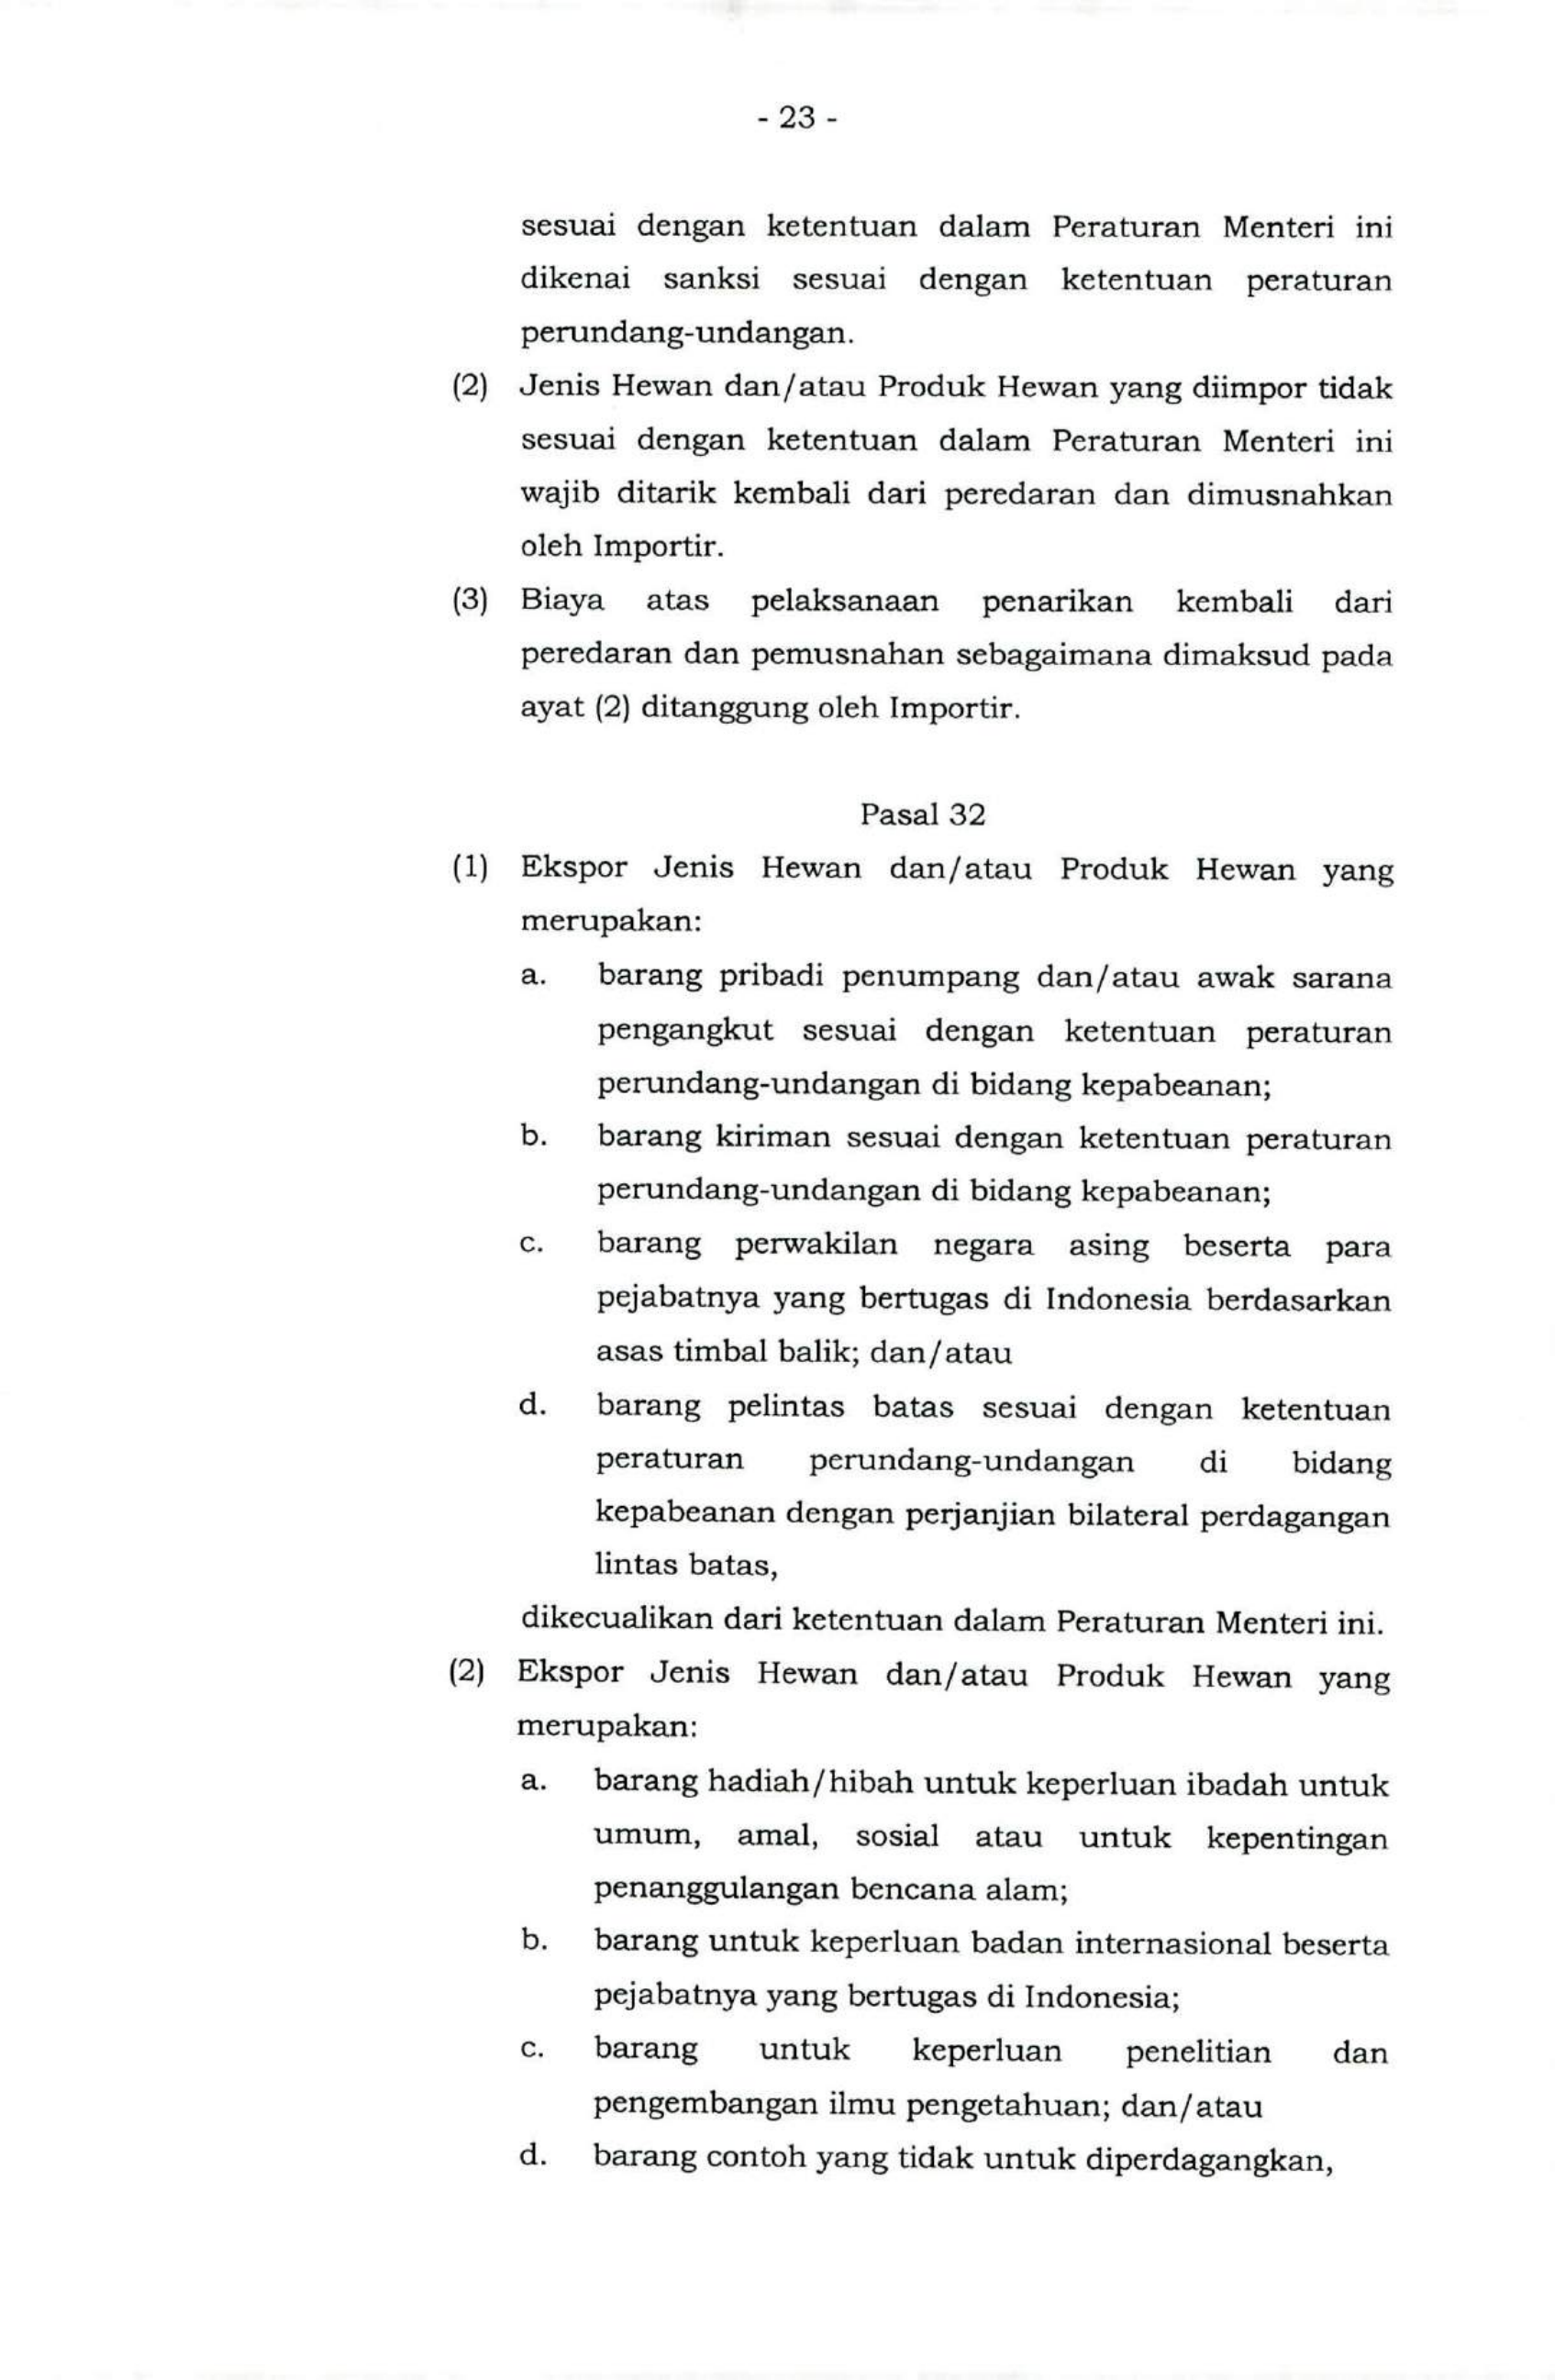 - 23 -
sesuai dengan ketentuan dalam Peraturan Menteri ini
dikenai sanksi sesuai dengan ketentuan peraturan
perundang-undangan.
(2) Jenis Hewan dan/atau Produk Hewan yang diimpor tidak
sesuai dengan ketentuan dalam Peraturan Menteri ini
wajib ditarik kembali dari peredaran dan dimusnahkan
oleh Importir.
(3) Biaya atas pelaksanaan penarikan kembali dari
peredaran dan pemusnahan sebagaimana dimaksud pada
ayat (2) ditanggung oleh Importir.
Pasal 32
(1) Ekspor Jenis Hewan dan/atau Produk Hewan yang
merupakan:
a. barang pribadi penumpang dan/atau awak sarana
pengangkut sesuai dengan ketentuan peraturan
perundang-undangan di bidang kepabeanan;
b. barang kiriman sesuai dengan ketentuan peraturan
perundang-undangan di bidang kepabeanan;
c. barang perwakilan negara asing beserta para
pejabatnya yang bertugas di Indonesia berdasarkan
asas timbal balik; dan/atau
d. barang pelintas batas sesuai dengan ketentuan
peraturan perundang-undangan di bidang
kepabeanan dengan perjanjian bilateral perdagangan
lintas batas,
dikecualikan dari ketentuan dalam Peraturan Menteri ini.
(2) Ekspor Jenis Hewan dan/atau Produk Hewan yang
merupakan:
a. barang hadiah/hibah untuk keperluan ibadah untuk
umum, amal, sosial atau untuk kepentingan
penanggulangan bencana alam;
b. barang untuk keperluan badan internasional beserta
pejabatnya yang bertugas di Indonesia;
c. barang untuk keperluan penelitian dan
pengembangan ilmu pengetahuan; dan/atau
d. barang contoh yang tidak untuk diperdagangkan,